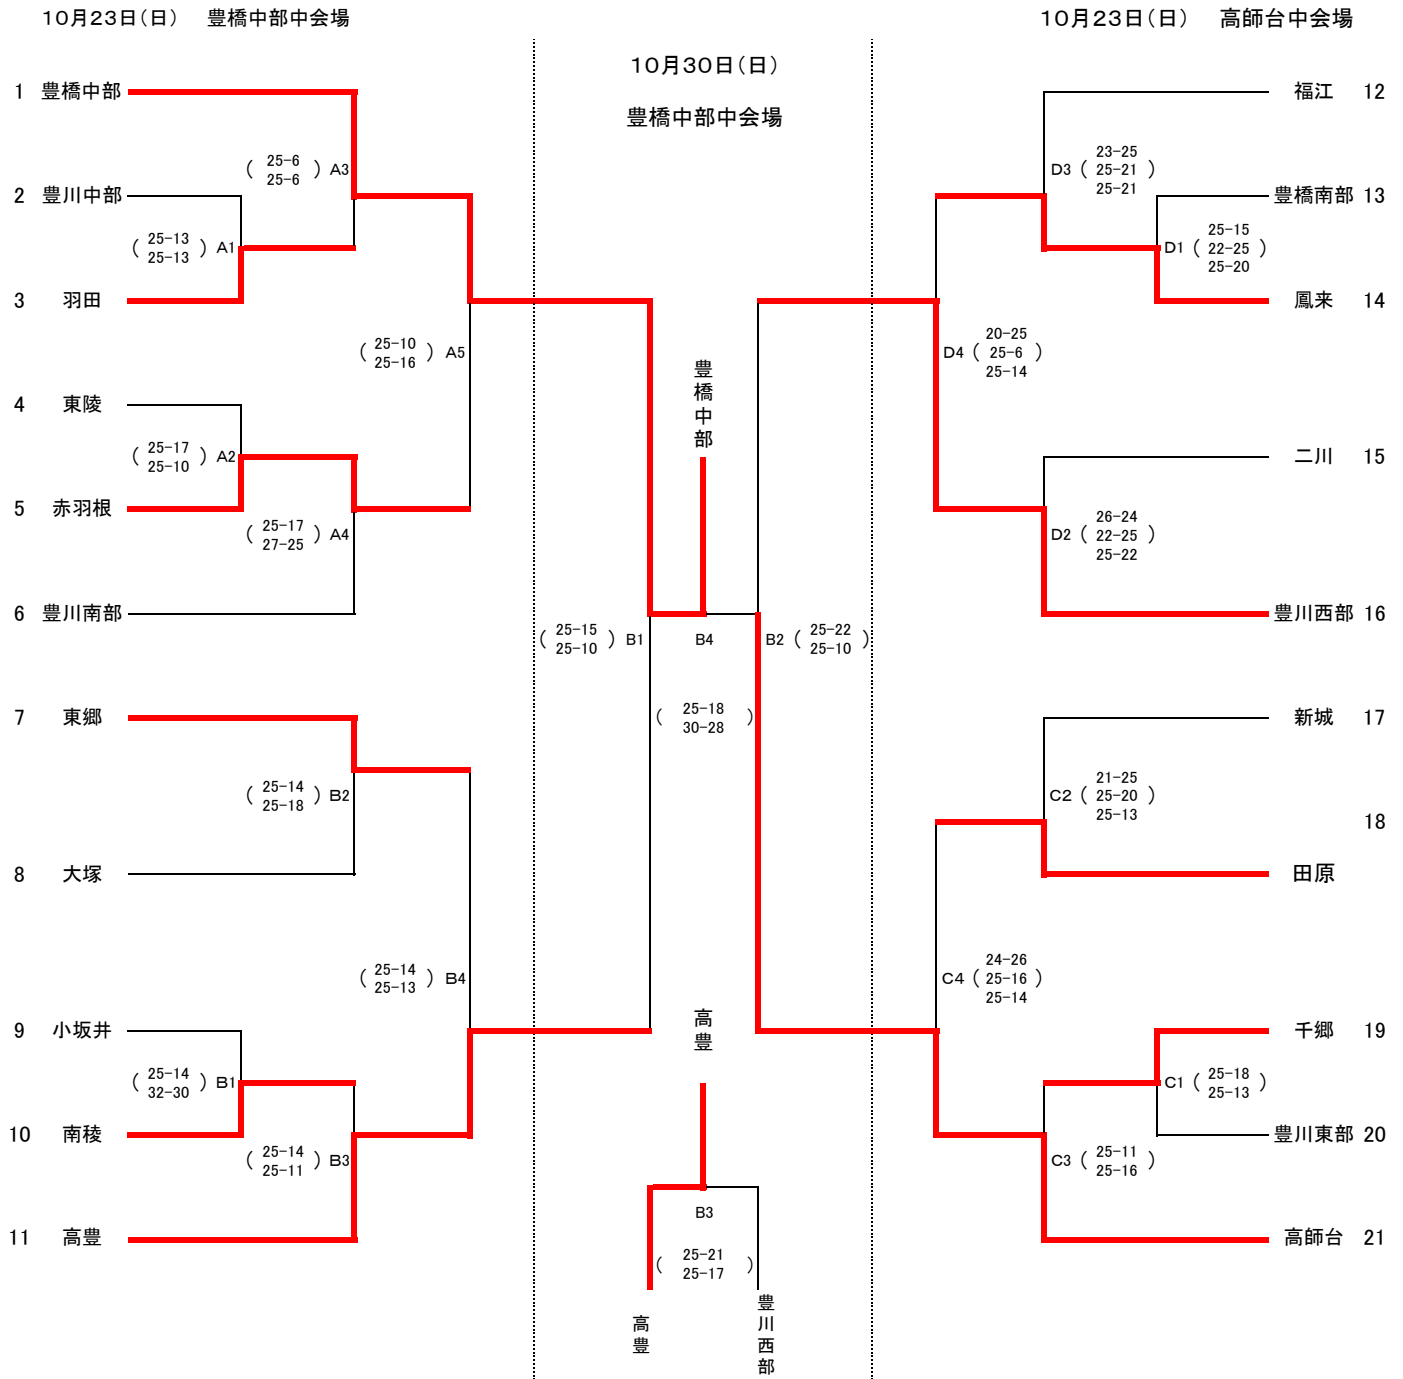 10月23日(日)　豊橋中部中会場
10月30日(日)
豊橋中部中会場
10月23日(日)　高師台中会場
1 豊橋中部
( 25-6
25-6 ) A3
2 豊川中部
( 25-13
25-13 ) A1
3 羽田
( 25-10
25-16 ) A5
4 東陵
( 25-17
25-10 ) A2
5 赤羽根
( 25-17
27-25 ) A4
6 豊川南部
( 25-15
25-10 ) B1
7 東郷
( 25-14
25-18 ) B2
8 大塚
( 25-14
25-13 ) B4
9 小坂井
( 25-14
32-30 ) B1
10 南稜
( 25-14
25-11 ) B3
11 高豊
豊橋中部
B4
( 25-18
30-28 )
高豊
B3
( 25-21
25-17 )
高豊
豊川西部
福江 12
D3 ( 23-25
25-21
25-21 )
豊橋南部 13
D1 ( 25-15
22-25
25-20 )
鳳来 14
D4 ( 20-25
25-6
25-14 )
二川 15
D2 ( 26-24
22-25
25-22 )
豊川西部 16
B2 ( 25-22
25-10 )
新城 17
C2 ( 21-25
25-20
25-13 )
18
田原
C4 ( 24-26
25-16
25-14 )
千郷 19
C1 ( 25-18
25-13 )
豊川東部 20
C3 ( 25-11
25-16 )
高師台 21